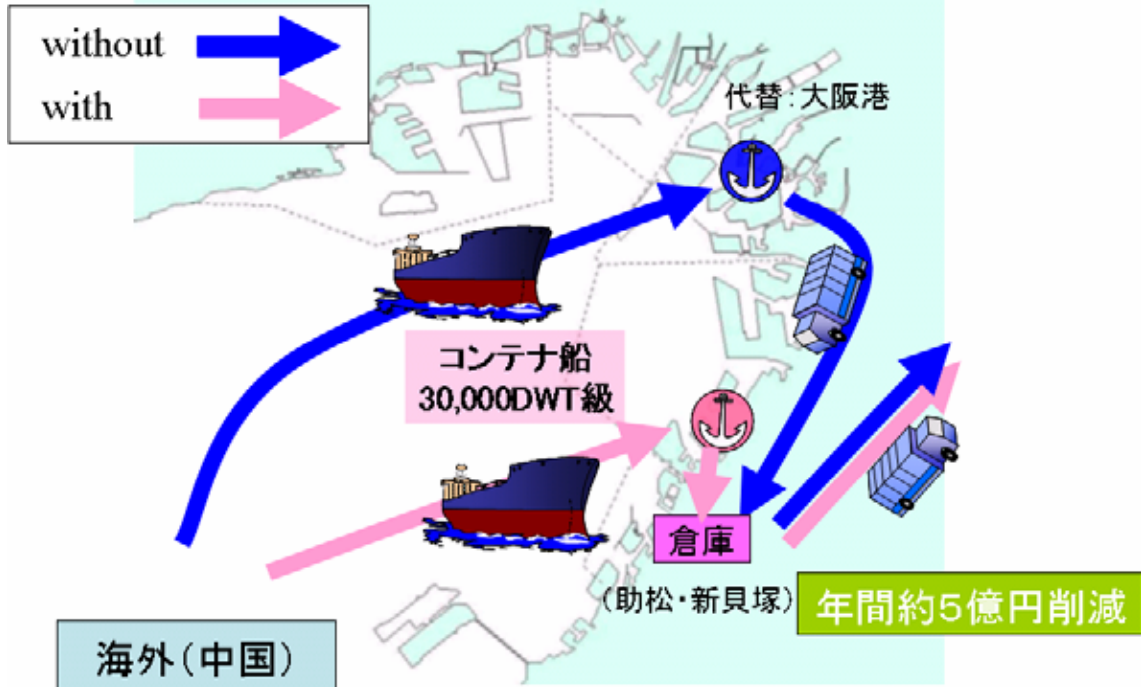 without
with
代替:大阪港
コンテナ船
30,000DWT級
倉庫
(助松・新貝塚)
年間約5億円削減
海外(中国)